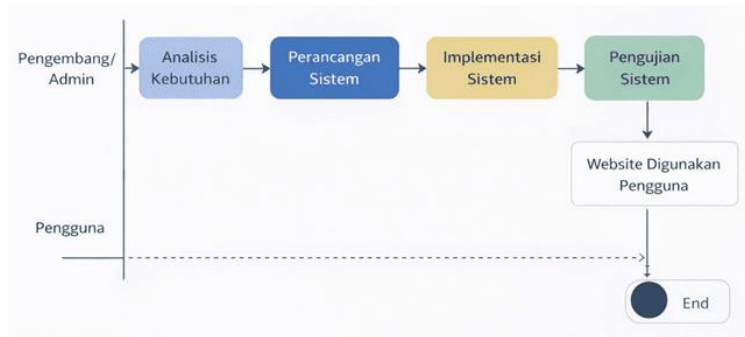 Pengembang/
Admin
Analisis
Kebutuhan
Perancangan
Sistem
Implementasi
Sistem
Pengujian
Sistem
Website Digunakan
Pengguna
Pengguna
End